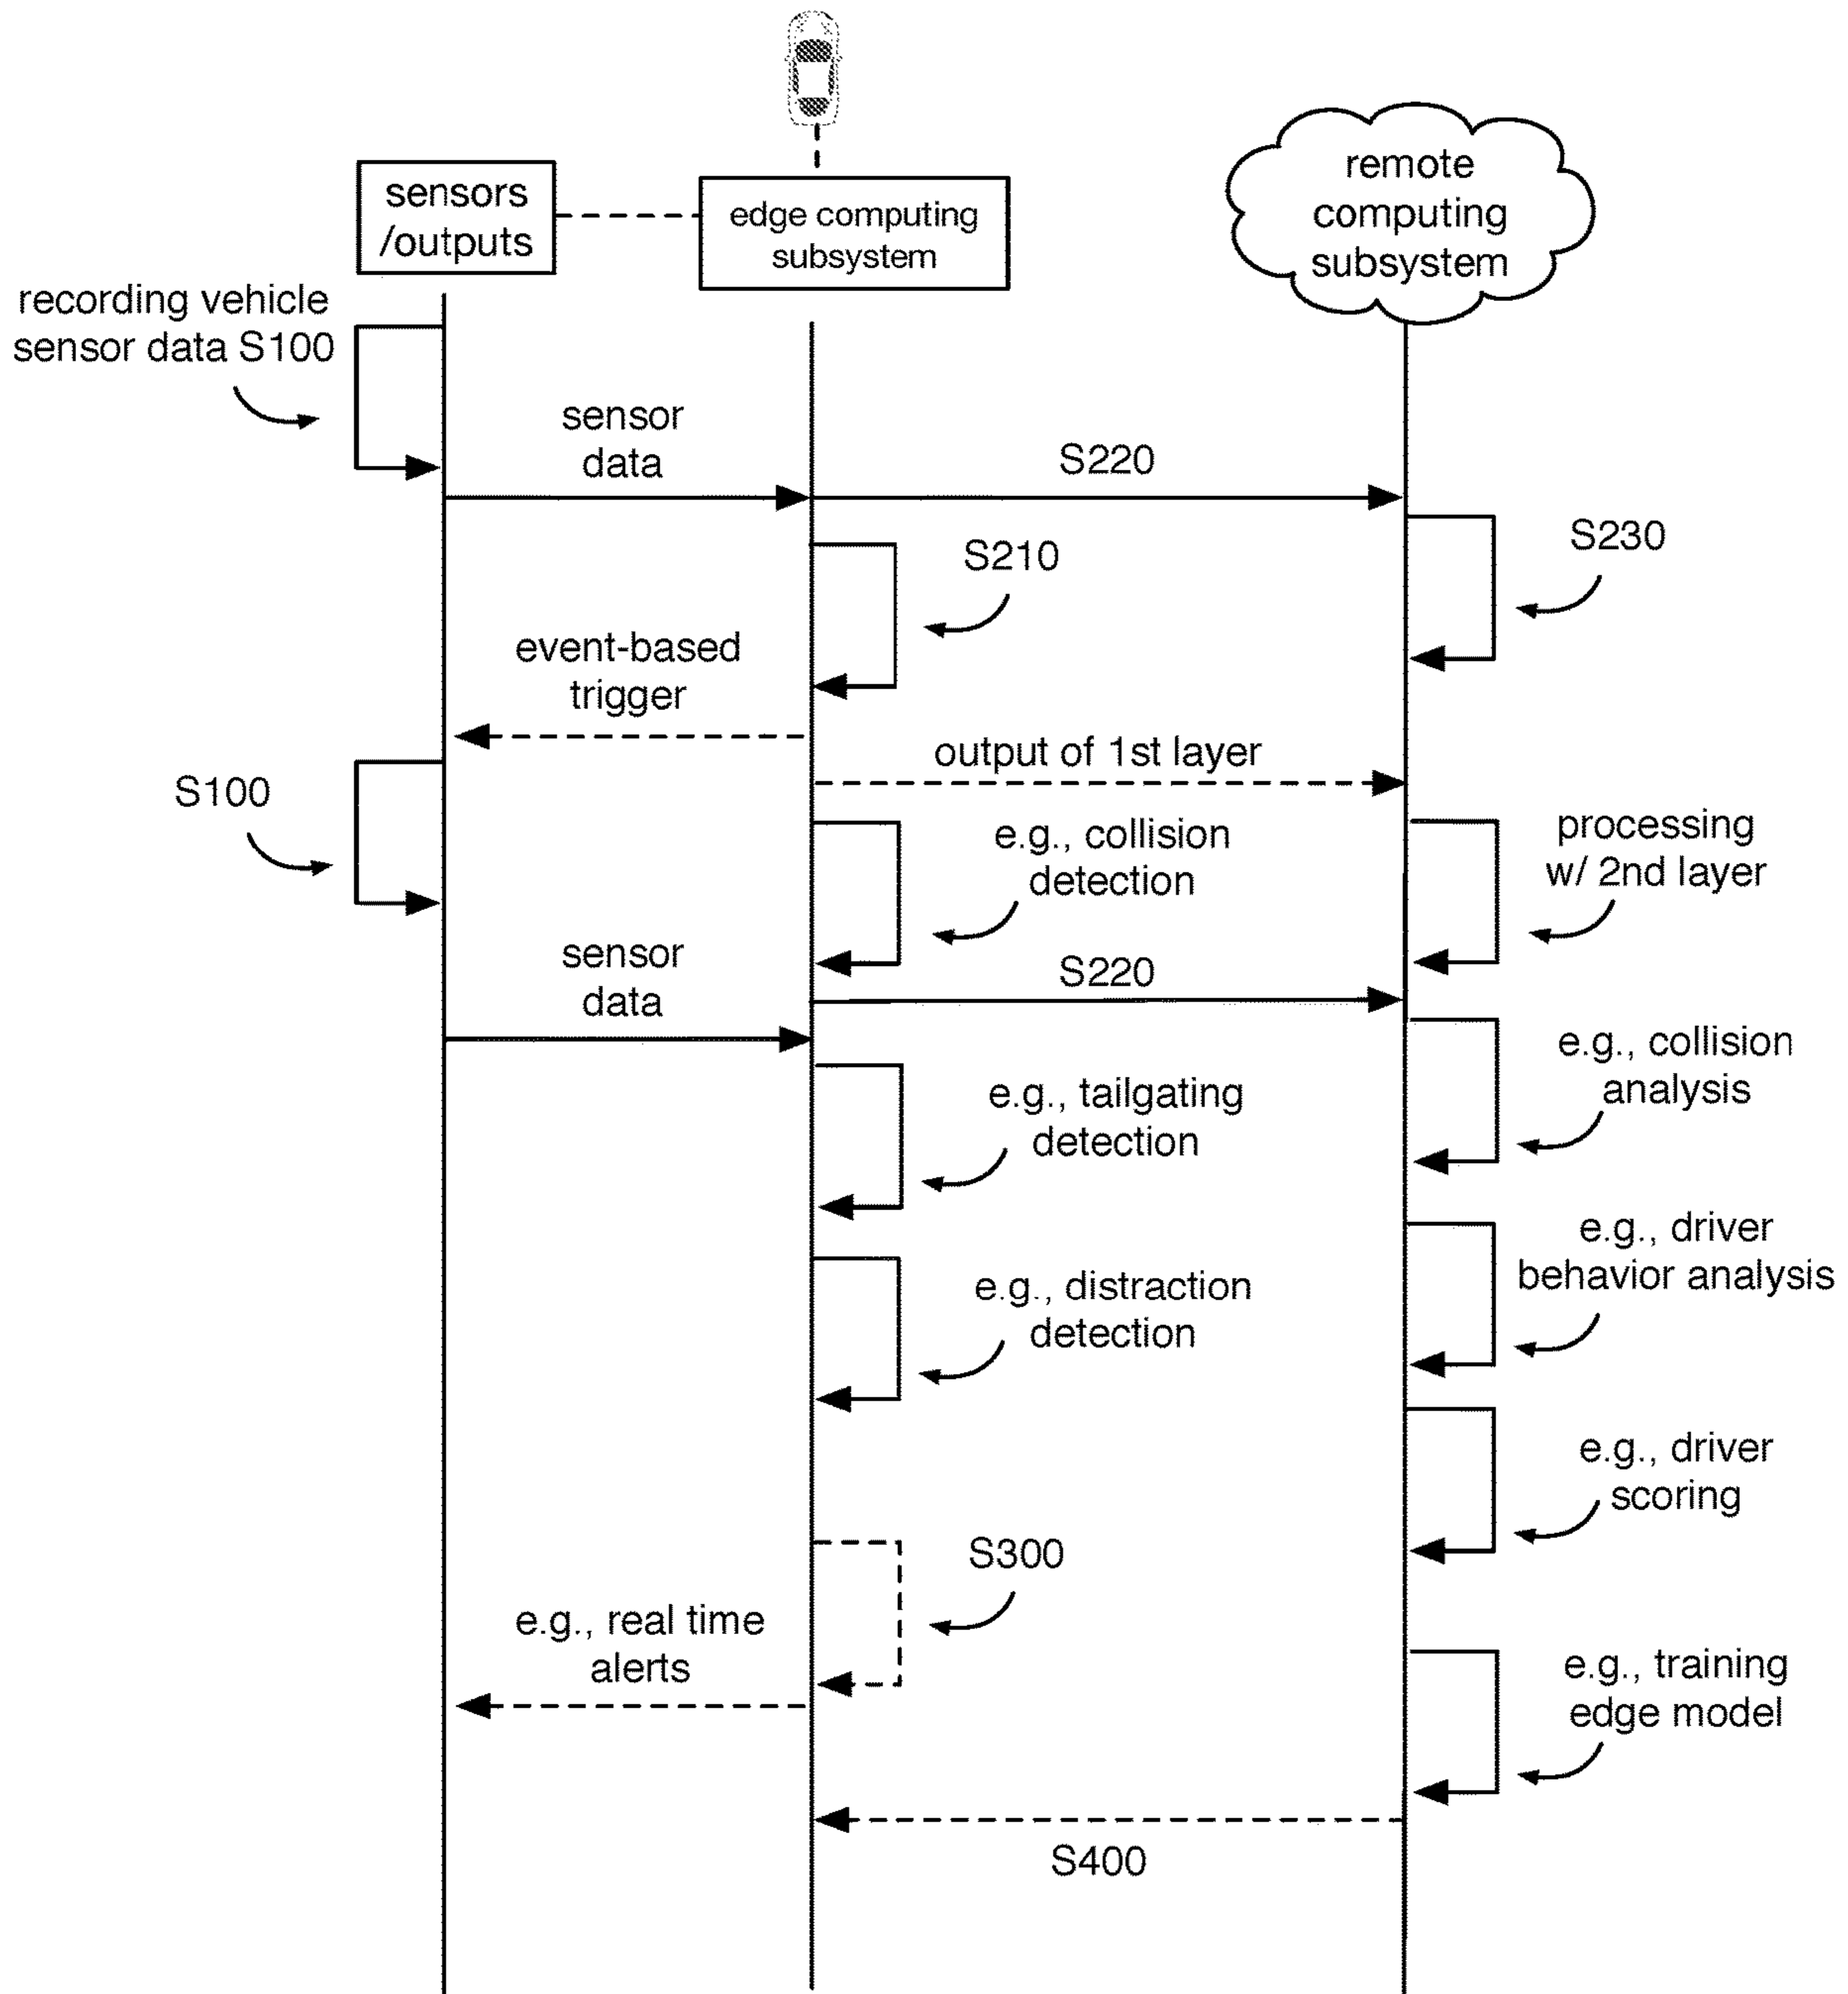 sensors
/outputs
edge computing
subsystem
remote
computing
subsystem
recording vehicle
sensor data S100
sensor
data
S220
S210
S230
event-based
trigger
output of 1st layer
S100
e.g., collision
detection
processing
w/ 2nd layer
sensor
data
S220
e.g., tailgating
detection
e.g., collision
analysis
e.g., distraction
detection
e.g., driver
behavior analysis
e.g., driver
scoring
S300
e.g., real time
alerts
e.g., training
edge model
S400